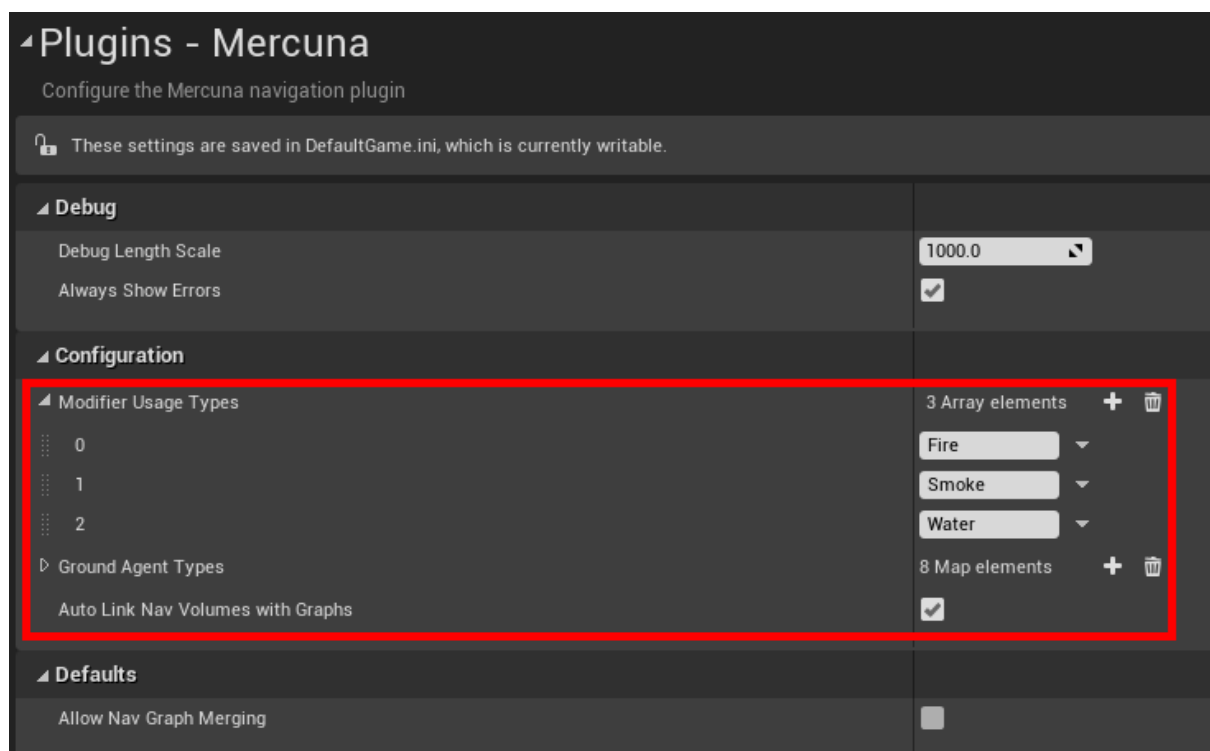 Plugins - Mercuna
Configure the Mercuna navigation plugin
These settings are saved in DefaultGame.ini, which is currently writable.
Debug
Debug Length Scale 1000.0
Always Show Errors
Configuration
Modifier Usage Types 3 Array elements
0 Fire
1 Smoke
2 Water
Ground Agent Types 8 Map elements
Auto Link Nav Volumes with Graphs
Defaults
Allow Nav Graph Merging